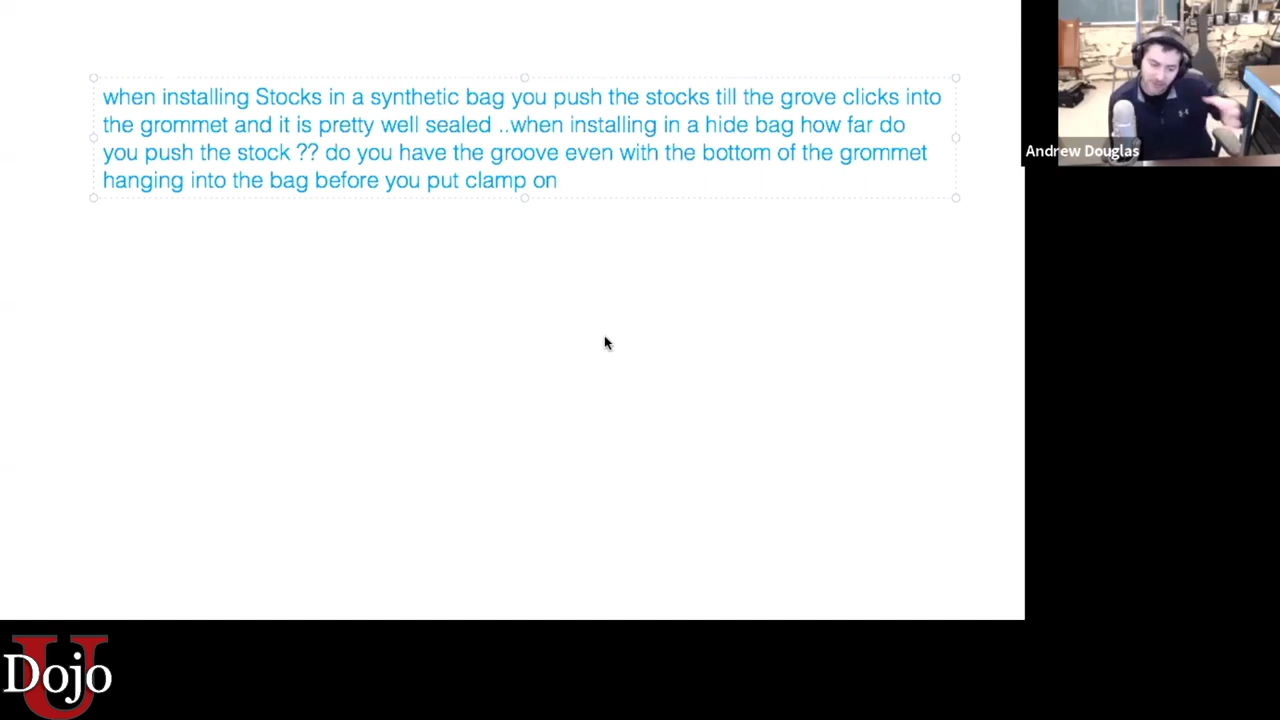 when installing Stocks in a synthetic bag you push the stocks till the grove clicks into
the grommet and it is pretty well sealed ..when installing in a hide bag how far do
you push the stock ?? do you have the groove even with the bottom of the grommet
hanging into the bag before you put clamp on
Andrew Douglas
U
Dojo